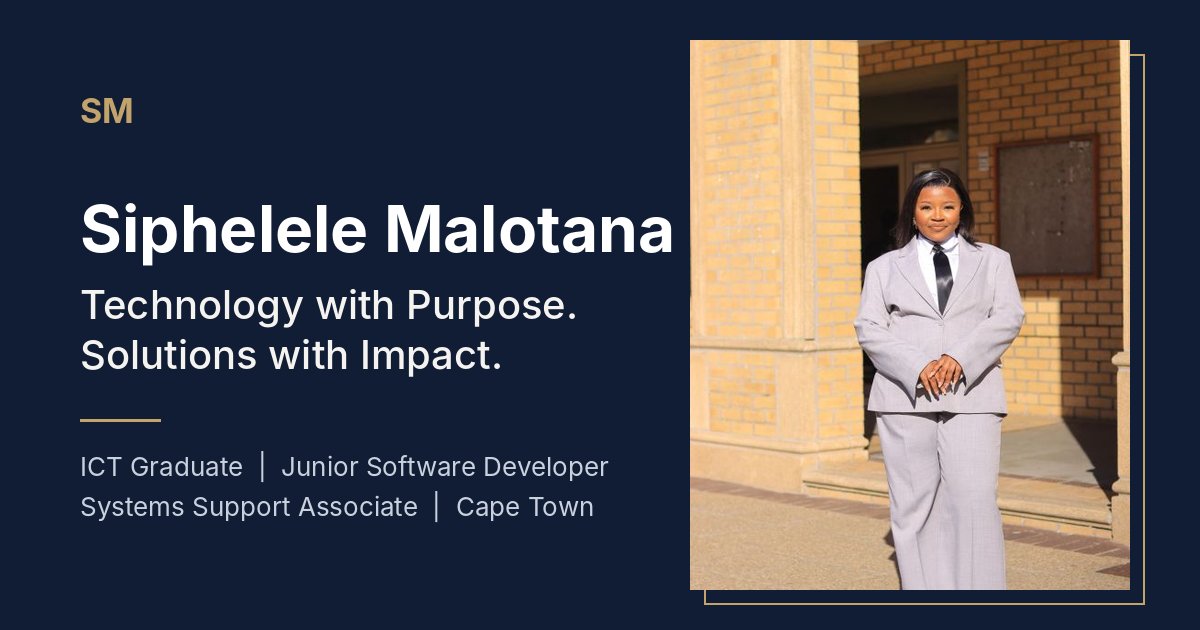 SM
Siphelele Malotana
Technology with Purpose.
Solutions with Impact.
ICT Graduate | Junior Software Developer
Systems Support Associate | Cape Town